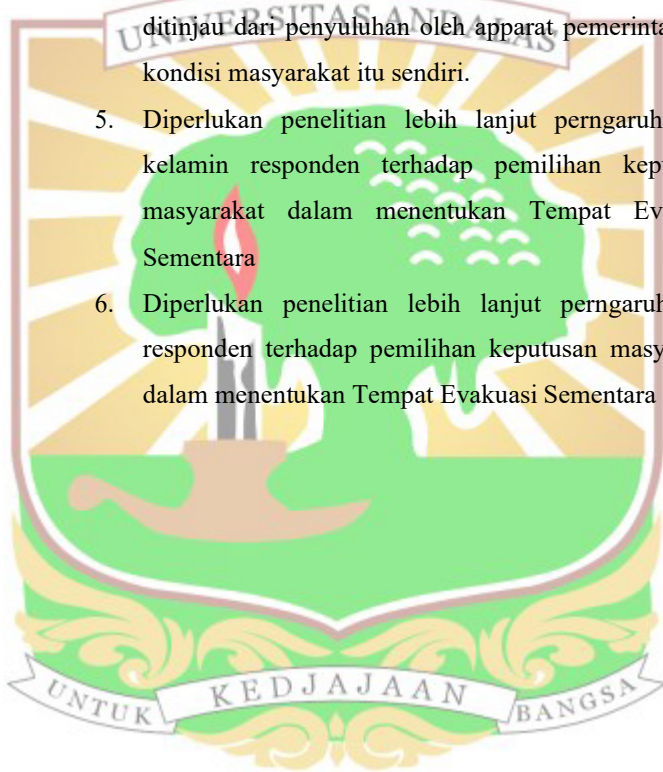 UNIVERSITAS ANDALAS
ditinjau dari penyuluhan oleh apparat pemerinta
kondisi masyarakat itu sendiri.
5. Diperlukan penelitian lebih lanjut perngaruh
kelamin responden terhadap pemilihan kep
masyarakat dalam menentukan Tempat Ev
Sementara
6. Diperlukan penelitian lebih lanjut perngaruh
responden terhadap pemilihan keputusan masy
dalam menentukan Tempat Evakuasi Sementara
UNTUK KEDJAJAAN BANGSA